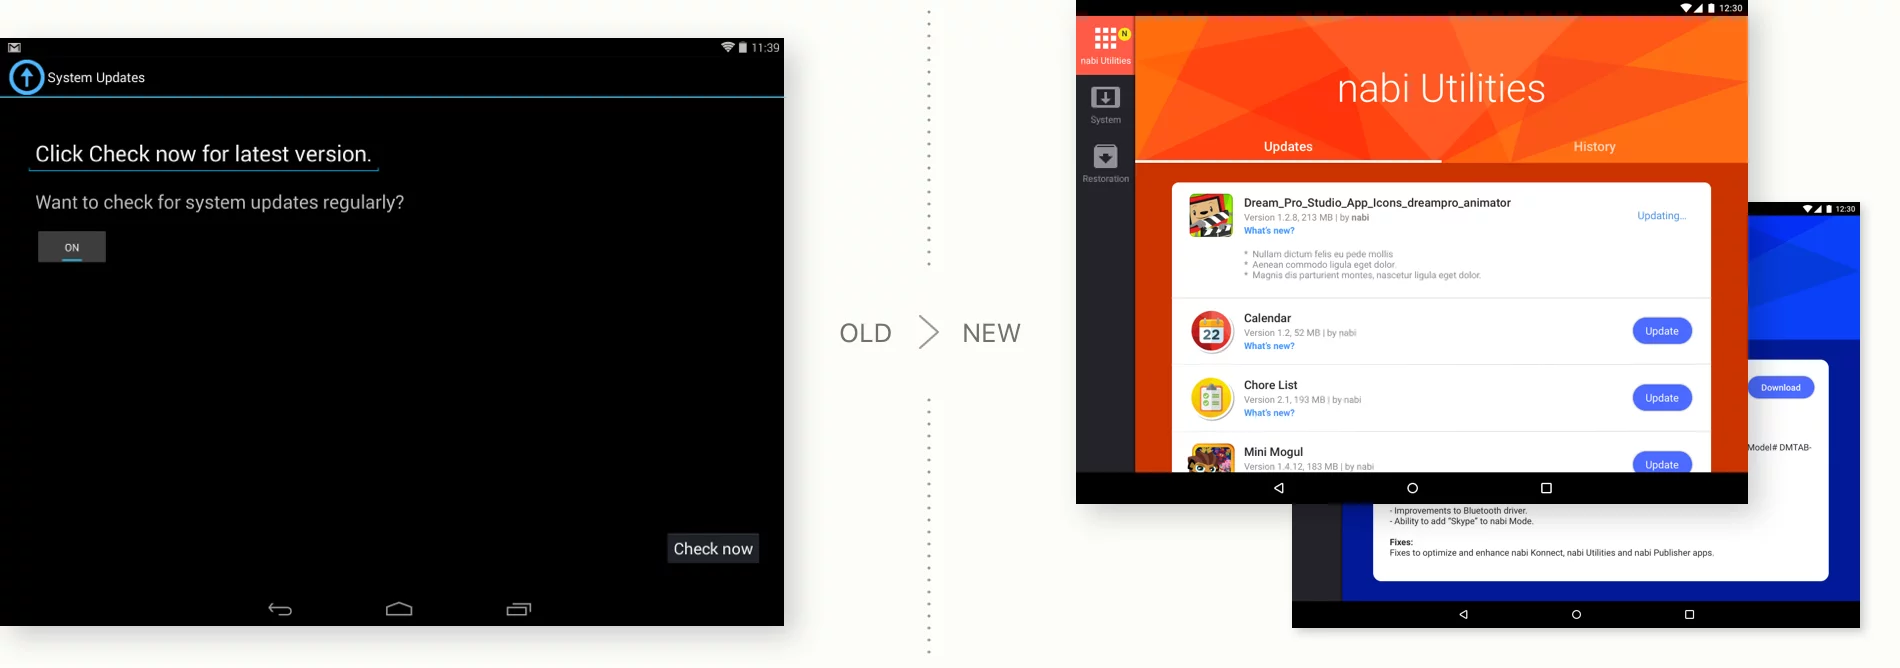 11:39
System Updates
Click Check now for latest version.
Want to check for system updates regularly?
ON
Check now
OLD
NEW
12:30
nabi Utilities
N
System
Restoration
nabi Utilities
Updates
History
Dream_Pro_Studio_App_Icons_dreampro_animator
Version 1.2.8, 213 MB | by nabi
What's new?
Updating...
* Nullam dictum felis eu pede mollis
* Aenean commodo ligula eget dolor.
* Magnis dis parturient montes, nascetur ligula eget dolor.
22
Calendar
Version 1.2, 52 MB | by nabi
What's new?
Update
Chore List
Version 2.1, 193 MB | by nabi
What's new?
Update
Mini Mogul
Version 1.4.12, 183 MB | by nabi
Update
12:30
Download
Model# DMTAB-
- Improvements to Bluetooth driver.
- Ability to add "Skype" to nabi Mode.
Fixes:
Fixes to optimize and enhance nabi Konnect, nabi Utilities and nabi Publisher apps.